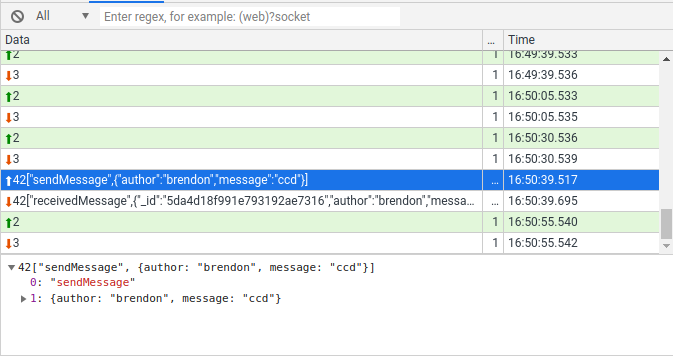 All ▼ Enter regex, for example: (web)?socket
Data ... Time
2 1 16:49:39.533
3 1 16:49:39.536
2 1 16:50:05.533
3 1 16:50:05.535
2 1 16:50:30.536
3 1 16:50:30.539
42["sendMessage",{"author":"brendon","message":"ccd"}] ... 16:50:39.517
42["receivedMessage",{"_id":"5da4d18f991e793192ae7316","author":"brendon","messa... ... 16:50:39.695
2 1 16:50:55.540
3 1 16:50:55.542
42["sendMessage", {author: "brendon", message: "ccd"}]
0: "sendMessage"
1: {author: "brendon", message: "ccd"}